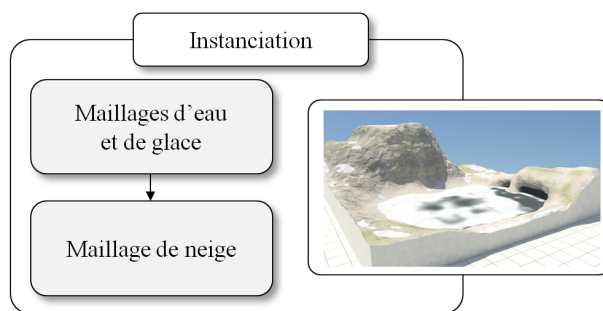 Instanciation
Maillages d’eau
et de glace
Maillage de neige